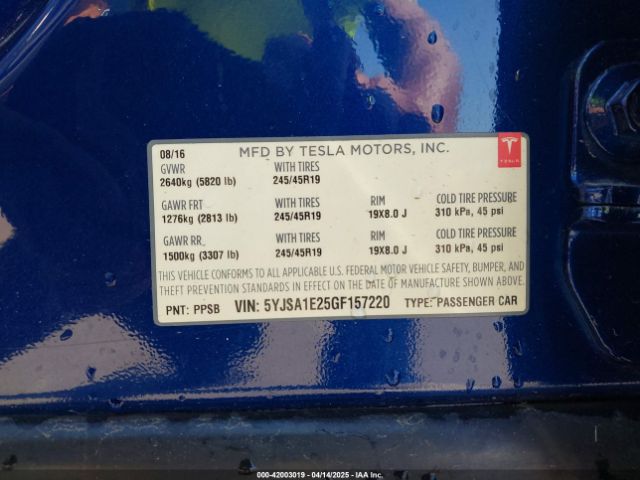 08/16 MFD BY TESLA MOTORS, INC.
TESLA
GVWR WITH TIRES
2640kg (5820 lb) 245/45R19
GAWR FRT WITH TIRES RIM COLD TIRE PRESSURE
1276kg (2813 lb) 245/45R19 19X8.0 J 310 kPa, 45 psi
GAWR RR WITH TIRES RIM COLD TIRE PRESSURE
1500kg (3307 lb) 245/45R19 19X8.0 J 310 kPa, 45 psi
THIS VEHICLE CONFORMS TO ALL APPLICABLE U.S. FEDERAL MOTOR VEHICLE SAFETY, BUMPER, AND
THEFT PREVENTION STANDARDS IN EFFECT ON THE DATE OF MANUFACTURE SHOWN ABOVE.
PNT: PPSB VIN: 5YJSA1E25GF157220 TYPE: PASSENGER CAR
000-42003019 - 04/14/2025 - IAA Inc.